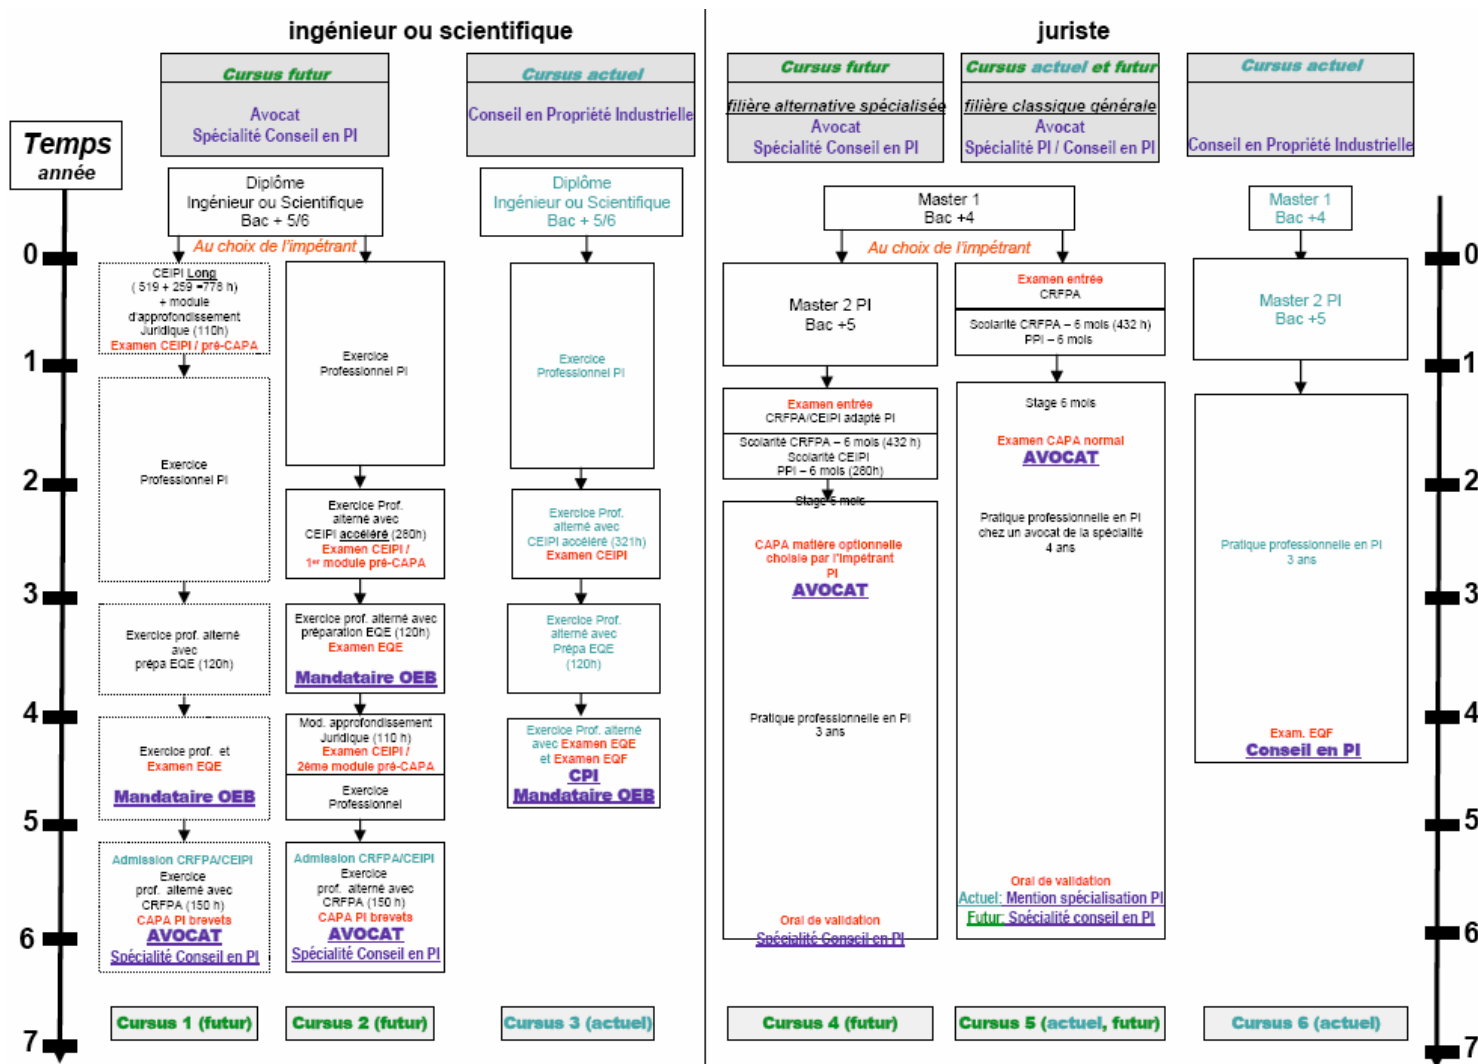 ingénieur ou scientifique
juriste
Cursus futur
Avocat
Spécialité Conseil en PI
Cursus actuel
Conseil en Propriété Industrielle
Cursus futur
filière alternative spécialisée
Avocat
Spécialité Conseil en PI
Cursus actuel et futur
filière classique générale
Avocat
Spécialité PI / Conseil en PI
Cursus actuel
Conseil en Propriété Industrielle
Temps
année
0
1
2
3
4
5
6
7
Diplôme
Ingénieur ou Scientifique
Bac + 5/6
Au choix de l'impétrant
CEIPI Long
( 519 + 259 =778 h)
+ module
d'approfondissement
Juridique (110h)
Examen CEIPI / pré-CAPA
Exercice
Professionnel PI
Exercice prof. alterné
avec
prépa EQE (120h)
Exercice prof. et
Examen EQE
Mandataire OEB
Admission CRFPA/CEIPI
Exercice
prof. alterné avec
CRFPA (150 h)
CAPA PI brevets
AVOCAT
Spécialité Conseil en PI
Cursus 1 (futur)
Exercice
Professionnel PI
Exercice Prof.
alterné avec
CEIPI accéléré (280h)
Examen CEIPI /
1er module pré-CAPA
Exercice prof. alterné avec
préparation EQE (120h)
Examen EQE
Mandataire OEB
Mod. approfondissement
Juridique (110 h)
Examen CEIPI /
2ème module pré-CAPA
Exercice
Professionnel
Admission CRFPA/CEIPI
Exercice
prof. alterné avec
CRFPA (150 h)
CAPA PI brevets
AVOCAT
Spécialité Conseil en PI
Cursus 2 (futur)
Diplôme
Ingénieur ou Scientifique
Bac + 5/6
Exercice
Professionnel PI
Exercice Prof.
alterné avec
CEIPI accéléré (321h)
Examen CEIPI
Exercice Prof.
alterné avec
Prépa EQE
(120h)
Exercice Prof. alterné
avec Examen EQE
et Examen EQF
CPI
Mandataire OEB
Cursus 3 (actuel)
Master 1
Bac +4
Au choix de l'impétrant
Master 2 PI
Bac +5
Examen entrée
CRFPA/CEIPI adapté PI
Scolarité CRFPA – 6 mois (432 h)
Scolarité CEIPI
PPI – 6 mois (280h)
Stage 6 mois
CAPA matière optionnelle
choisie par l'impétrant
PI
AVOCAT
Pratique professionnelle en PI
3 ans
Oral de validation
Spécialité Conseil en PI
Cursus 4 (futur)
Examen entrée
CRFPA
Scolarité CRFPA – 6 mois (432 h)
PPI – 6 mois
Stage 6 mois
Examen CAPA normal
AVOCAT
Pratique professionnelle en PI
chez un avocat de la spécialité
4 ans
Oral de validation
Actuel: Mention spécialisation PI
Futur: Spécialité conseil en PI
Cursus 5 (actuel, futur)
Master 1
Bac +4
Master 2 PI
Bac +5
Pratique professionnelle en PI
3 ans
Exam. EQF
Conseil en PI
Cursus 6 (actuel)
0
1
2
3
4
5
6
7